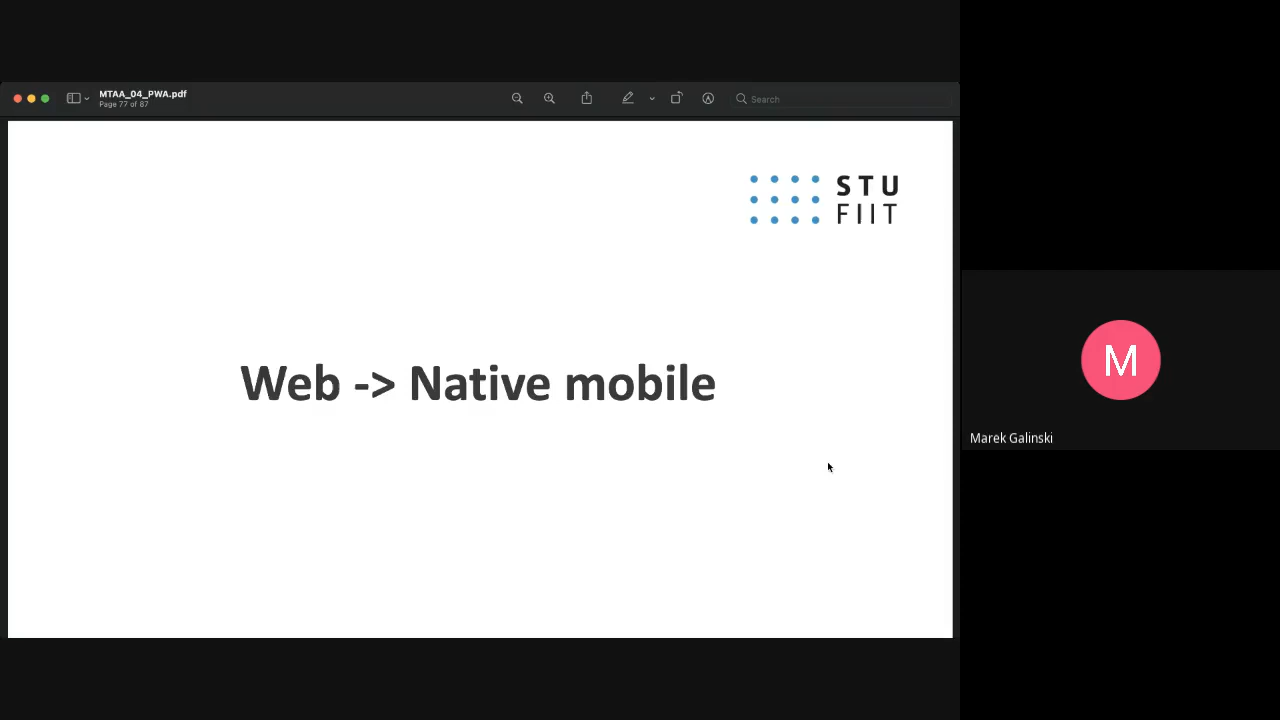 MTAA_04_PWA.pdf
Page 77 of 87
Search
STU
FIIT
Web -> Native mobile
M
Marek Galinski